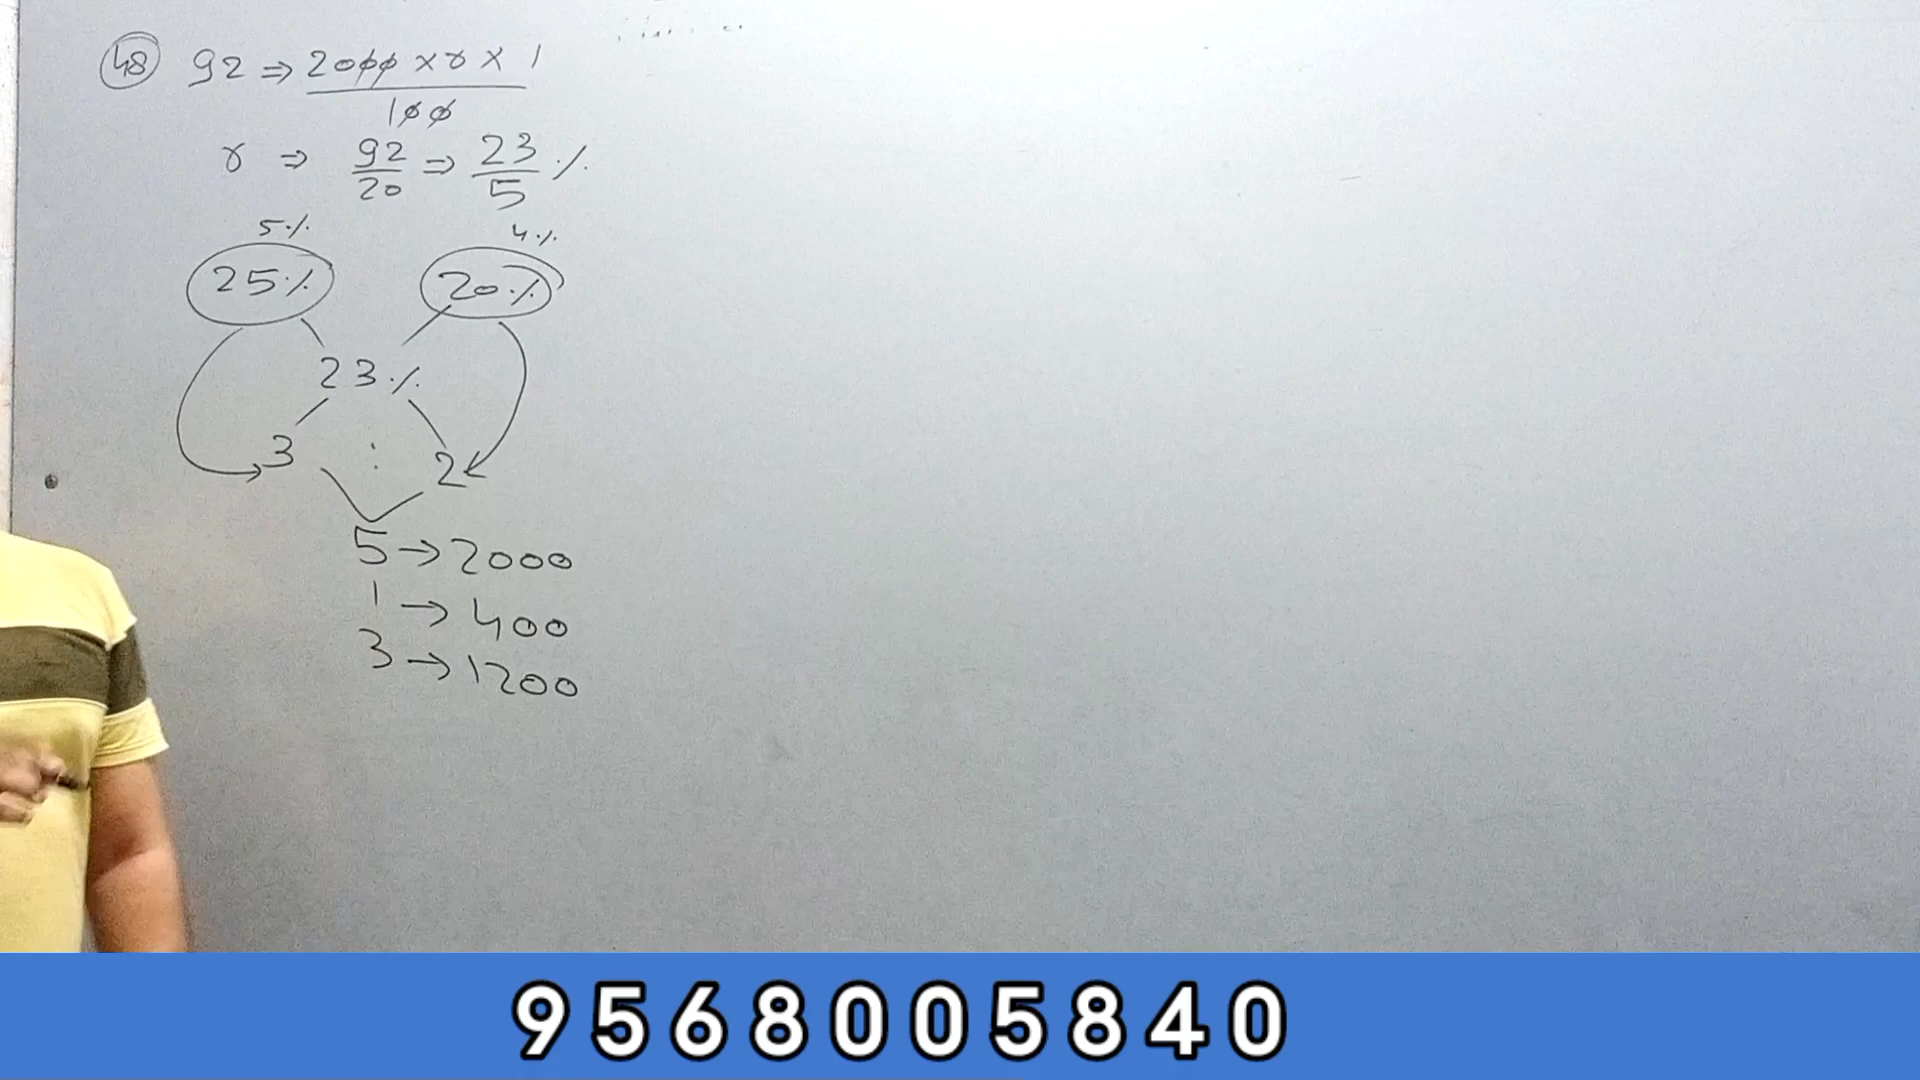 48 92 ⇒ 2000 × r × 1
100
r ⇒ 92/20 ⇒ 23/5 %
5% 4%
25% 20%
23%
3 : 2
5 → 2000
1 → 400
3 → 1200
9568005840